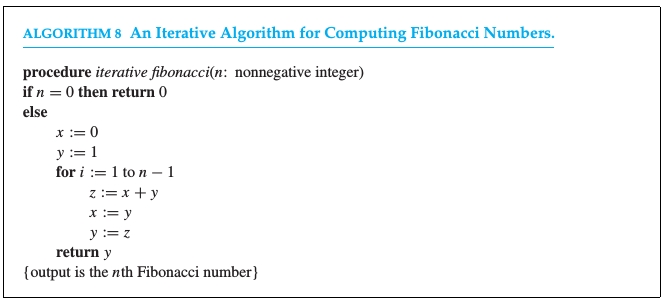 ALGORITHM 8 An Iterative Algorithm for Computing Fibonacci Numbers.
procedure iterative fibonacci(n: nonnegative integer)
if n = 0 then return 0
else
x := 0
y := 1
for i := 1 to n − 1
z := x + y
x := y
y := z
return y
{output is the nth Fibonacci number}